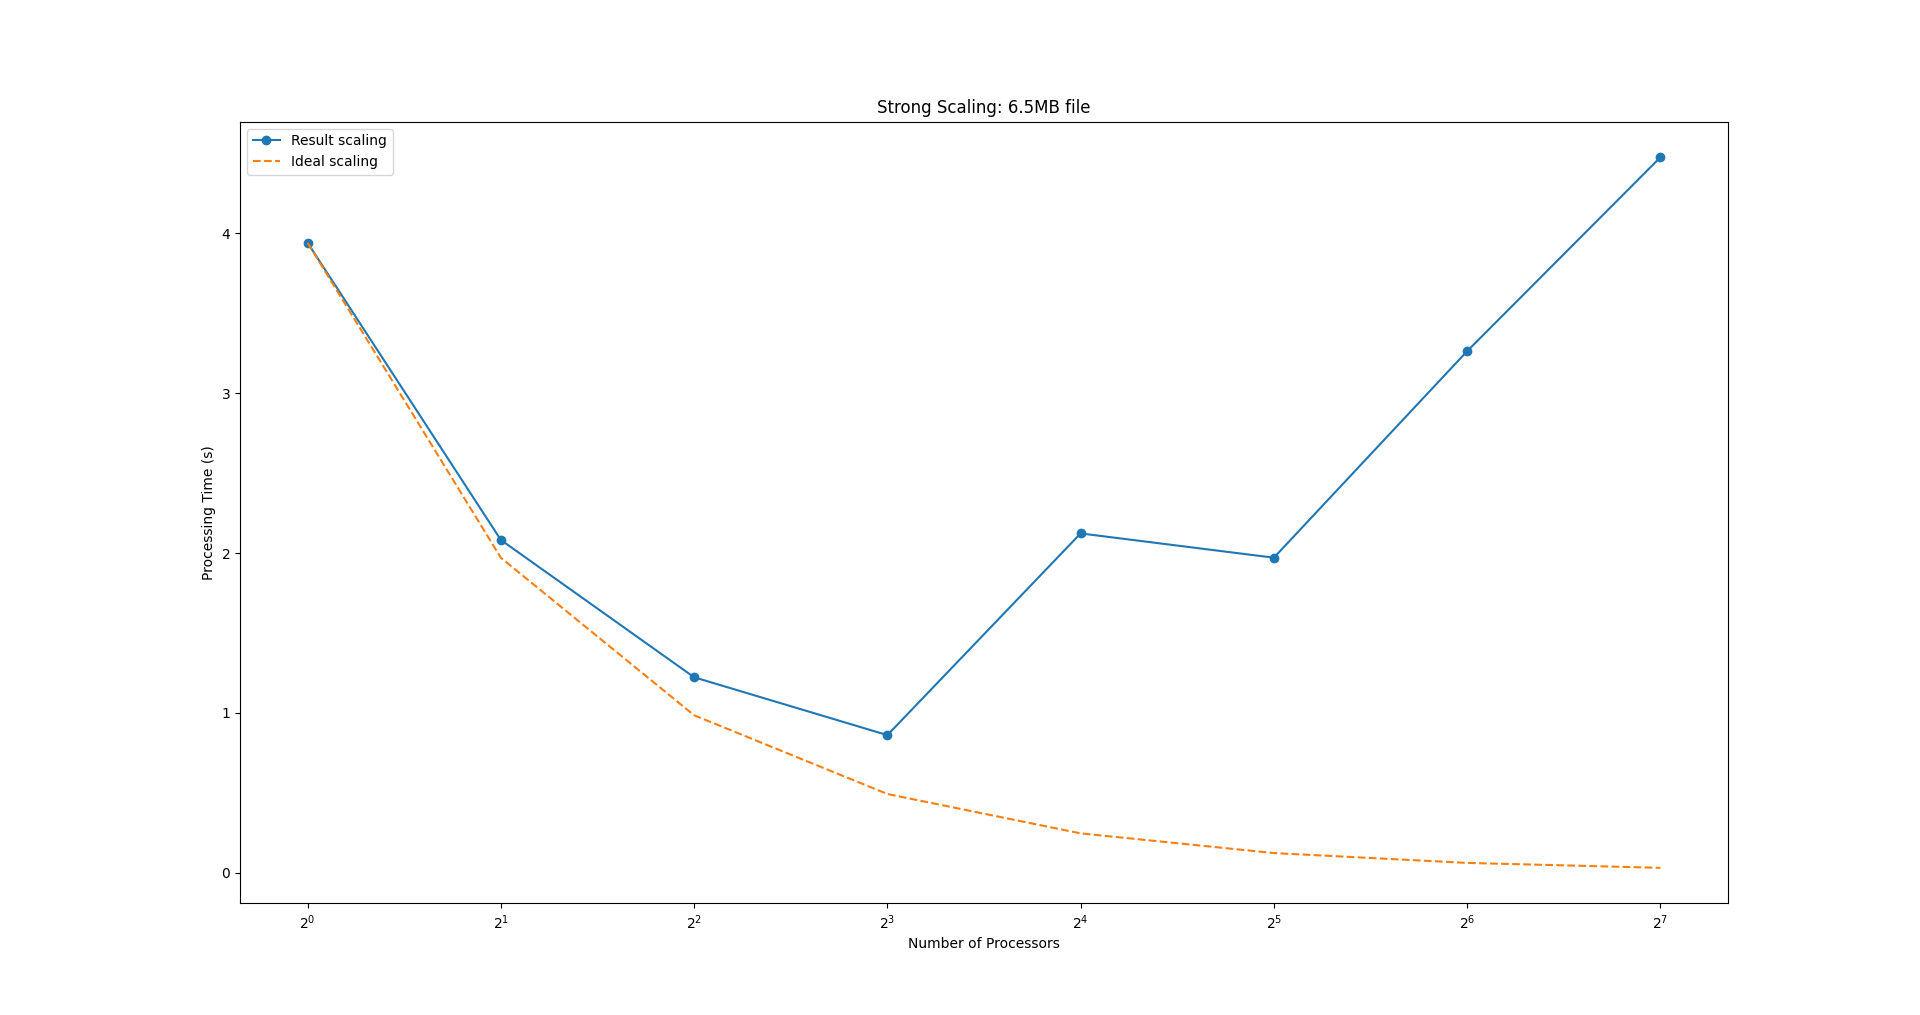 Strong Scaling: 6.5MB file
Result scaling
Ideal scaling
4
3
2
1
0
Processing Time (s)
2⁰ 2¹ 2² 2³ 2⁴ 2⁵ 2⁶ 2⁷
Number of Processors